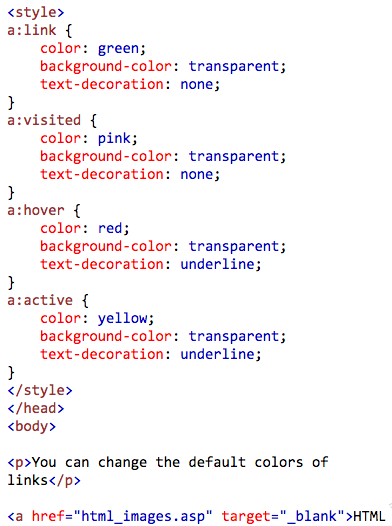 <style>
a:link {
    color: green;
    background-color: transparent;
    text-decoration: none;
}
a:visited {
    color: pink;
    background-color: transparent;
    text-decoration: none;
}
a:hover {
    color: red;
    background-color: transparent;
    text-decoration: underline;
}
a:active {
    color: yellow;
    background-color: transparent;
    text-decoration: underline;
}
</style>
</head>
<body>

<p>You can change the default colors of
links</p>

<a href="html_images.asp" target="_blank">HTML